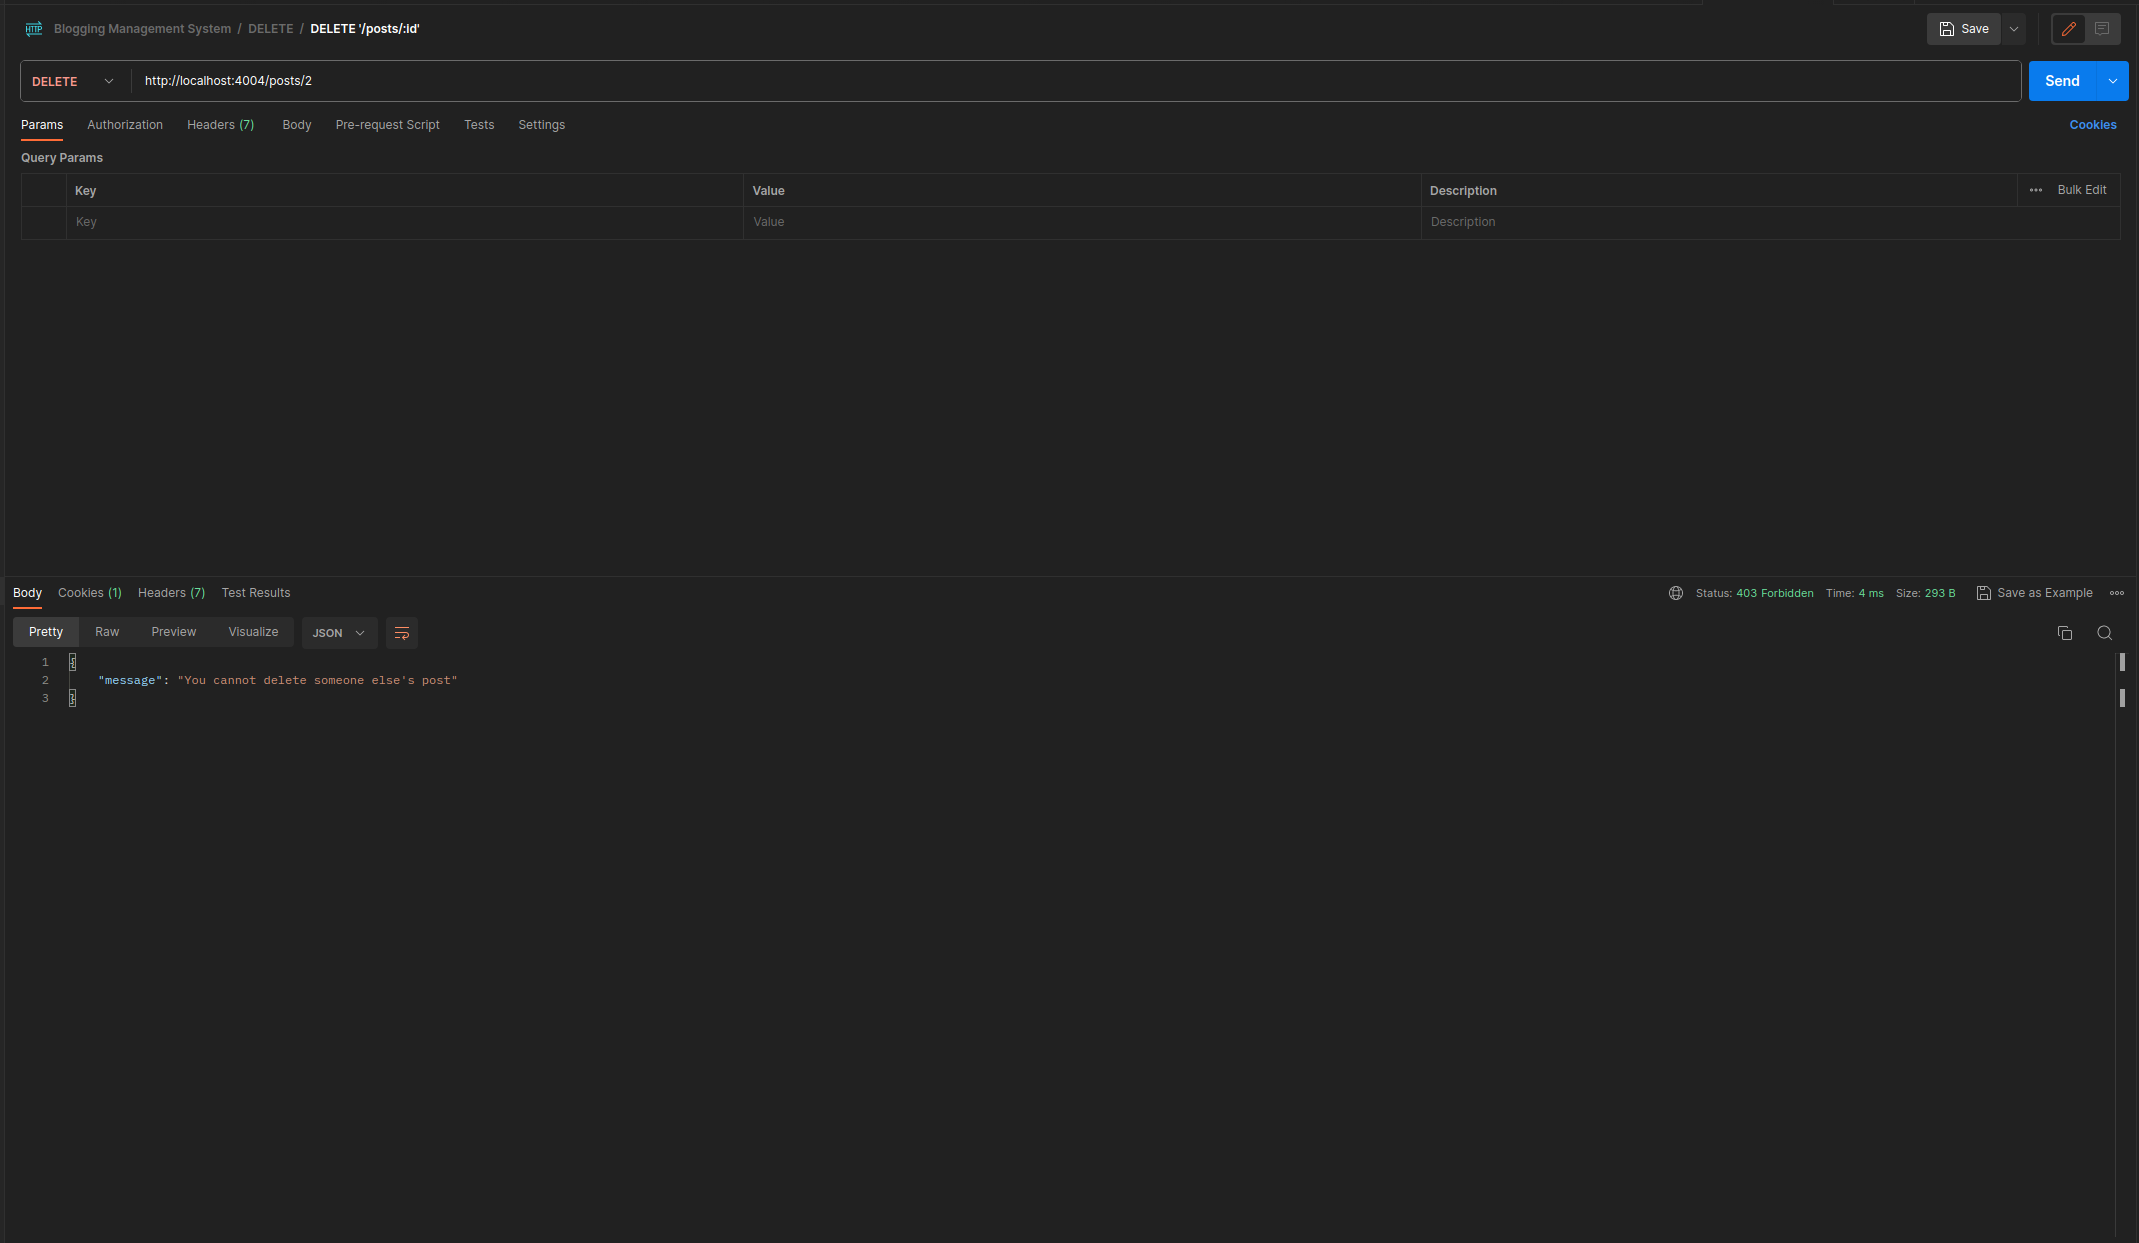 HTTP Blogging Management System / DELETE / DELETE '/posts/:id' Save
DELETE http://localhost:4004/posts/2 Send
Params Authorization Headers (7) Body Pre-request Script Tests Settings Cookies
Query Params
Key Value Description Bulk Edit
Key Value Description
Body Cookies (1) Headers (7) Test Results Status: 403 Forbidden Time: 4 ms Size: 293 B Save as Example
Pretty Raw Preview Visualize JSON
1 {
2 "message": "You cannot delete someone else's post"
3 }